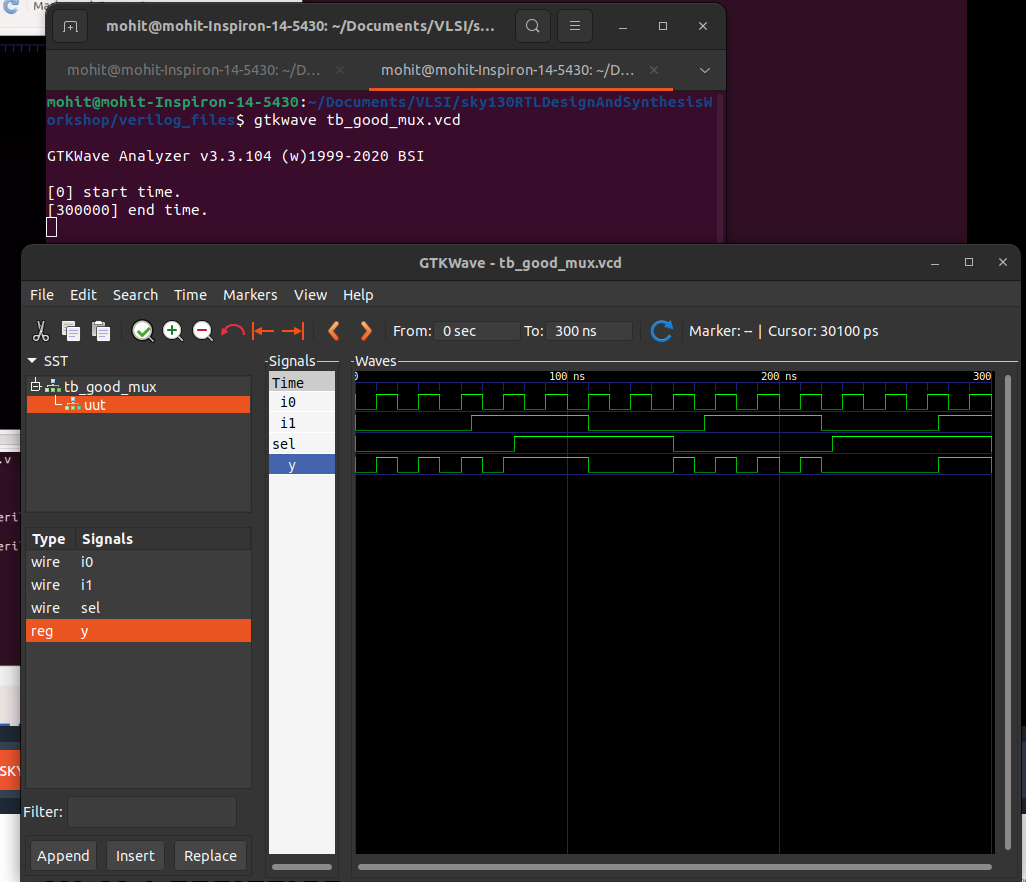 mohit@mohit-Inspiron-14-5430: ~/Documents/VLSI/s...
mohit@mohit-Inspiron-14-5430: ~/D...
mohit@mohit-Inspiron-14-5430: ~/D...
mohit@mohit-Inspiron-14-5430:~/Documents/VLSI/sky130RTLDesignAndSynthesisW
orkshop/verilog_files$ gtkwave tb_good_mux.vcd
GTKWave Analyzer v3.3.104 (w)1999-2020 BSI
[0] start time.
[300000] end time.
GTKWave - tb_good_mux.vcd
File Edit Search Time Markers View Help
From: 0 sec To: 300 ns Marker: -- | Cursor: 30100 ps
SST
tb_good_mux
uut
Type Signals
wire i0
wire i1
wire sel
reg y
Filter:
Append Insert Replace
Signals
Time
i0
i1
sel
y
Waves
0 100 ns 200 ns 300
.v
SKY